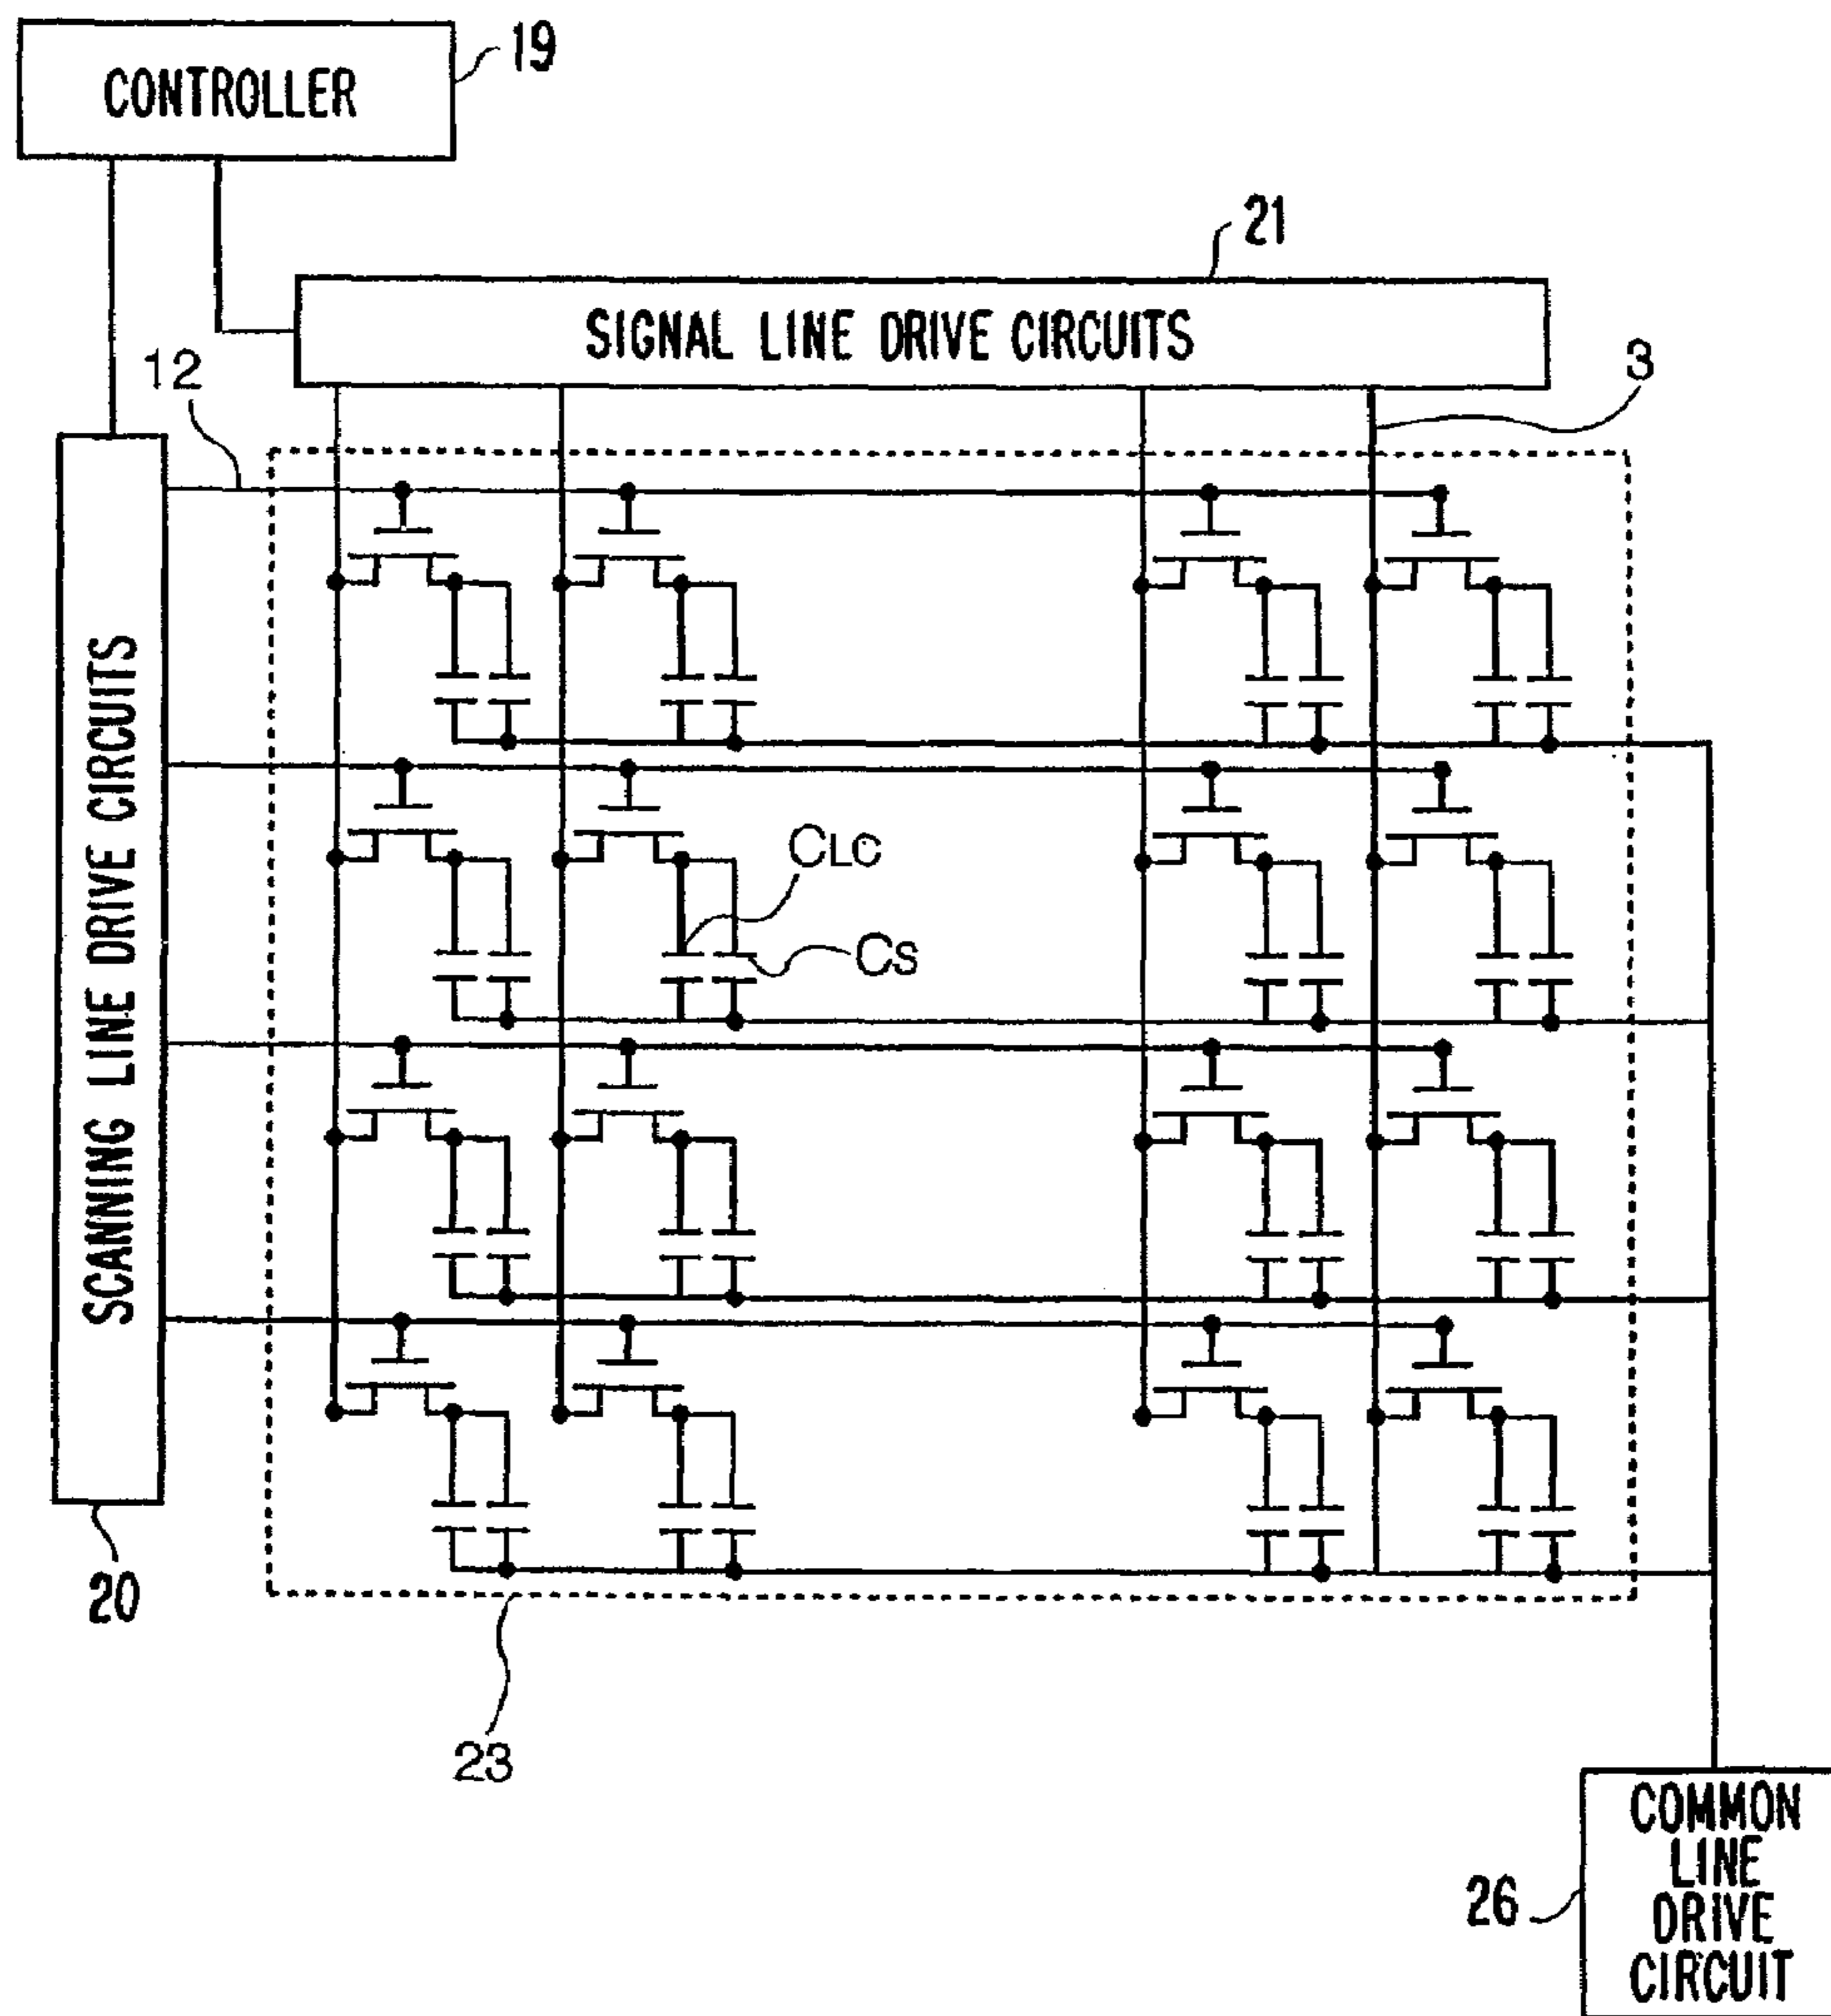 19
CONTROLLER
21
SIGNAL LINE DRIVE CIRCUITS
12
3
SCANNING LINE DRIVE CIRCUITS
CLC
CS
20
23
26
COMMON
LINE
DRIVE
CIRCUIT